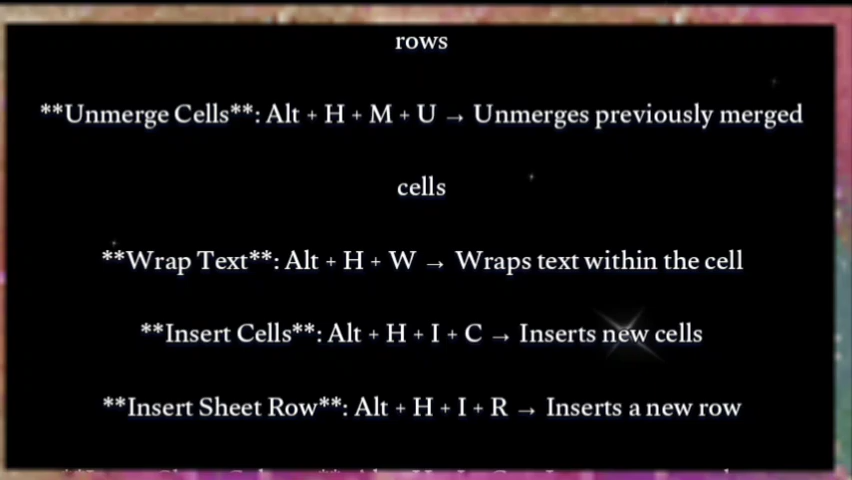 rows
**Unmerge Cells**: Alt + H + M + U → Unmerges previously merged
cells
**Wrap Text**: Alt + H + W → Wraps text within the cell
**Insert Cells**: Alt + H + I + C → Inserts new cells
**Insert Sheet Row**: Alt + H + I + R → Inserts a new row